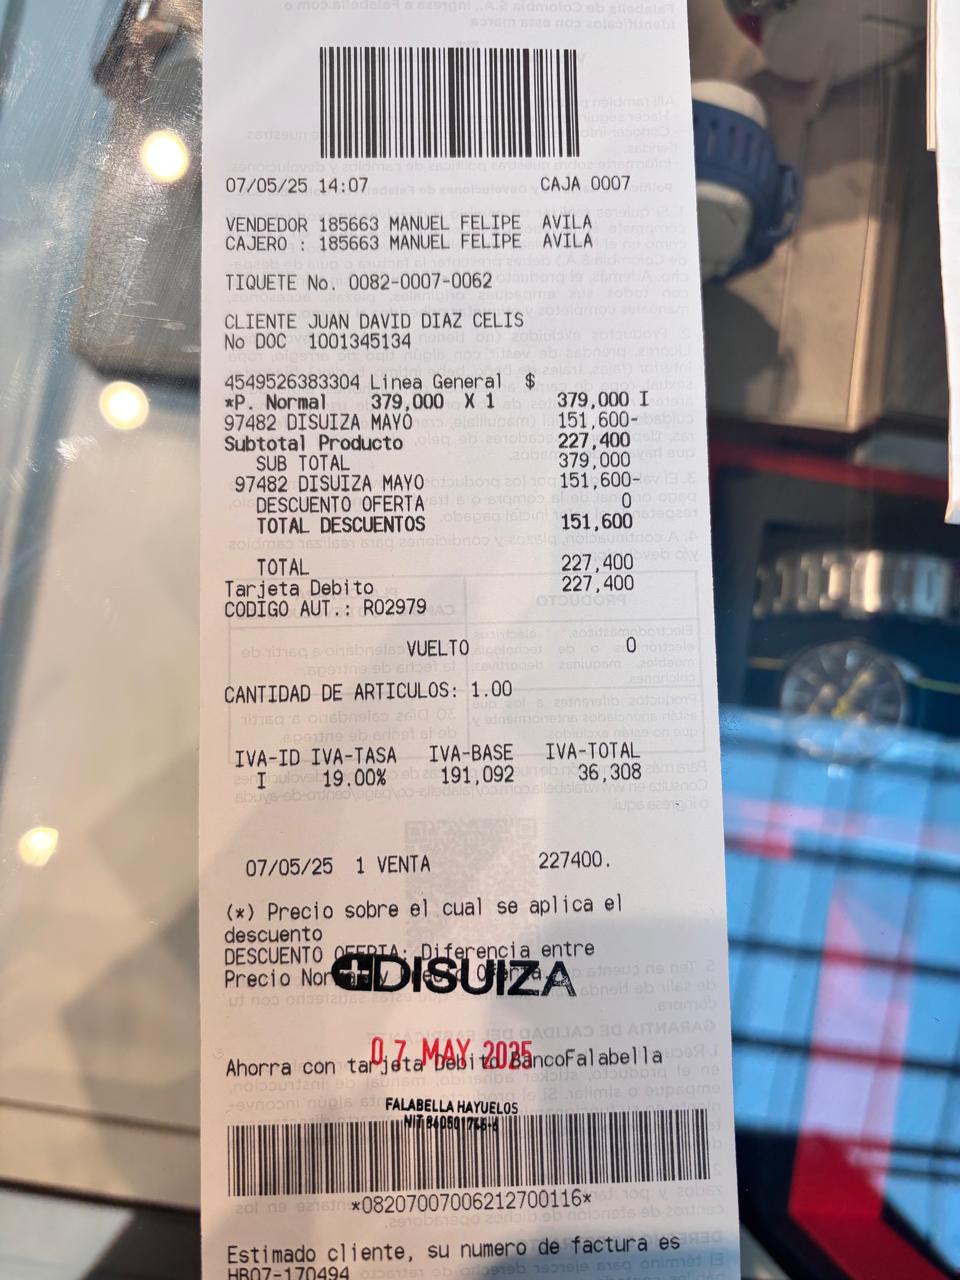 07/05/25 14:07 CAJA 0007
VENDEDOR 185663 MANUEL FELIPE AVILA
CAJERO : 185663 MANUEL FELIPE AVILA
TIQUETE No. 0082-0007-0062
CLIENTE JUAN DAVID DIAZ CELIS
No DOC 1001345134
4549526383304 Linea General $
*P. Normal 379,000 X 1 379,000 I
97482 DISUIZA MAYO 151,600-
Subtotal Producto 227,400
SUB TOTAL 379,000
97482 DISUIZA MAYO 151,600-
DESCUENTO OFERTA 0
TOTAL DESCUENTOS 151,600
TOTAL 227,400
Tarjeta Debito 227,400
CODIGO AUT.: RO2979
VUELTO 0
CANTIDAD DE ARTICULOS: 1.00
IVA-ID IVA-TASA IVA-BASE IVA-TOTAL
I 19.00% 191,092 36,308
07/05/25 1 VENTA 227400.
(*) Precio sobre el cual se aplica el
descuento
DESCUENTO OFERTA: Diferencia entre
Precio Normal y Precio Oferta.
DISUIZA
07 MAY 2025
Ahorra con tarjeta Debito BancoFalabella
FALABELLA HAYUELOS
NIT
*08207007006212700116*
Estimado cliente, su numero de factura es
HB07-170494